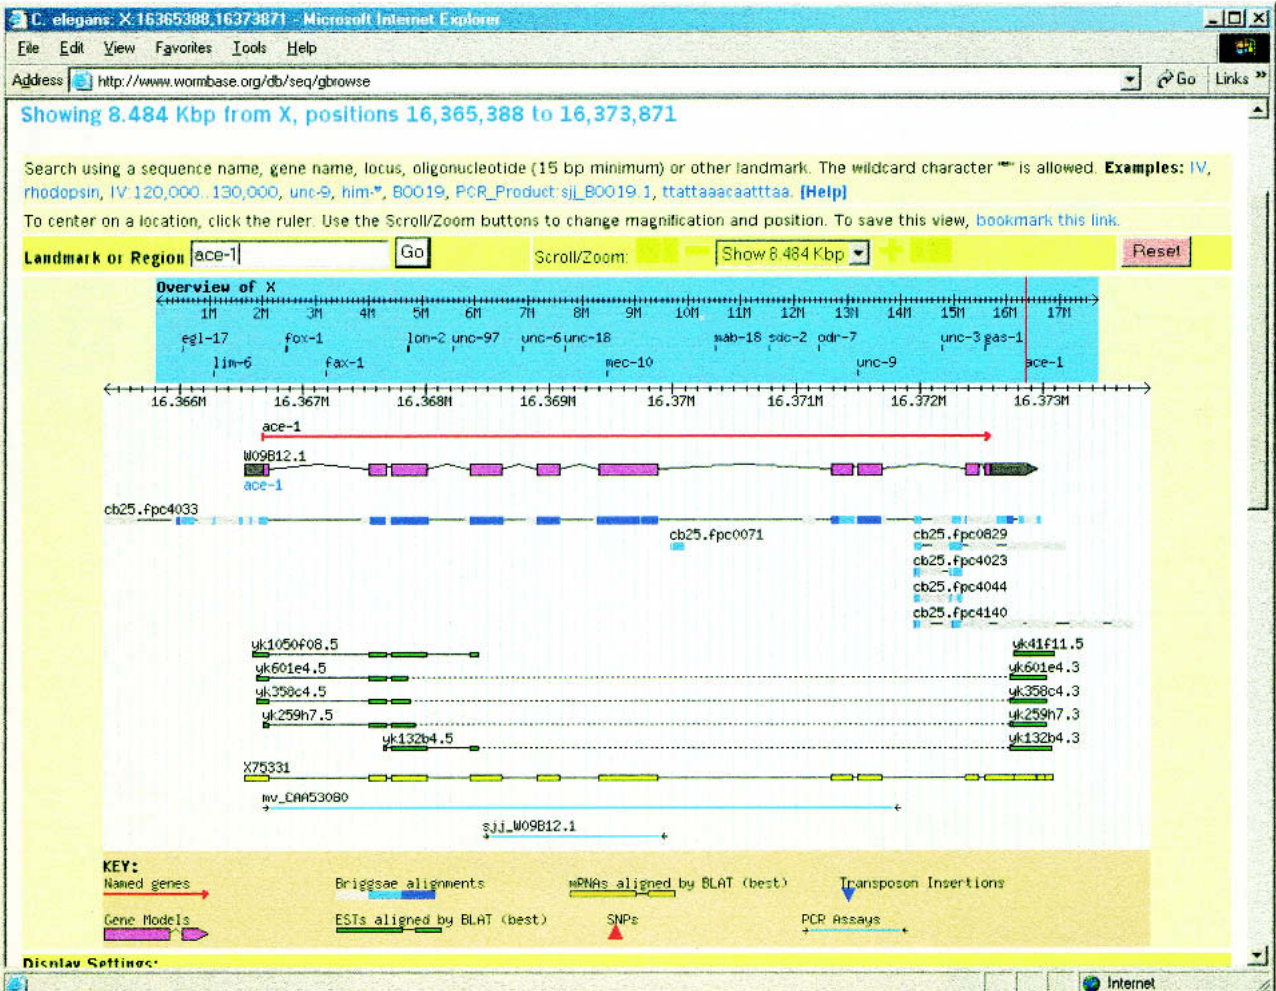 C. elegans: X:16365388,16373871 - Microsoft Internet Explorer
File Edit View Favorites Tools Help
Address http://www.wormbase.org/db/seq/gbrowse Go Links »
Showing 8.484 Kbp from X, positions 16,365,388 to 16,373,871
Search using a sequence name, gene name, locus, oligonucleotide (15 bp minimum) or other landmark. The wildcard character "*" is allowed. Examples: IV,
rhodopsin, IV:120,000..130,000, unc-9, him-*, B0019, PCR_Product:sjj_B0019.1, ttattaaacaatttaa. [Help]
To center on a location, click the ruler. Use the Scroll/Zoom buttons to change magnification and position. To save this view, bookmark this link.
Landmark or Region ace-1 Go Scroll/Zoom: Show 8.484 Kbp Reset
Overview of X
1M 2M 3M 4M 5M 6M 7M 8M 9M 10M 11M 12M 13M 14M 15M 16M 17M
egl-17 fox-1 lon-2 unc-97 unc-6 unc-18 mab-18 sdc-2 odr-7 unc-3 gas-1
lim-6 fax-1 mec-10 unc-9 ace-1
16.366M 16.367M 16.368M 16.369M 16.37M 16.371M 16.372M 16.373M
ace-1
W09B12.1
ace-1
cb25.fpc4033
cb25.fpc0071 cb25.fpc0829
cb25.fpc4023
cb25.fpc4044
cb25.fpc4140
yk1050f08.5 yk41f11.5
yk601e4.5 yk601e4.3
yk358c4.5 yk358c4.3
yk259h7.5 yk259h7.3
yk132b4.5 yk132b4.3
X75331
mv_CAA53080
sjj_W09B12.1
KEY:
Named genes Briggsae alignments mRNAs aligned by BLAT (best) Transposon Insertions
Gene Models ESTs aligned by BLAT (best) SNPs PCR Assays
Display Settings:
Internet